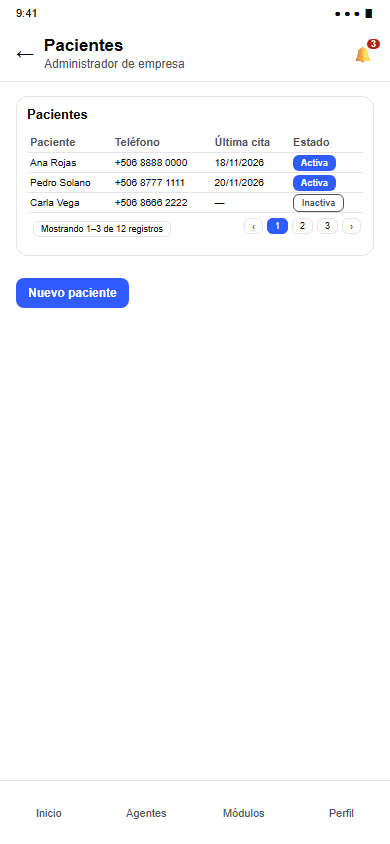 9:41
←
Pacientes
Administrador de empresa
3
Pacientes
Paciente Teléfono Última cita Estado
Ana Rojas +506 8888 0000 18/11/2026 Activa
Pedro Solano +506 8777 1111 20/11/2026 Activa
Carla Vega +506 8666 2222 — Inactiva
Mostrando 1–3 de 12 registros ‹ 1 2 3 ›
Nuevo paciente
Inicio Agentes Módulos Perfil